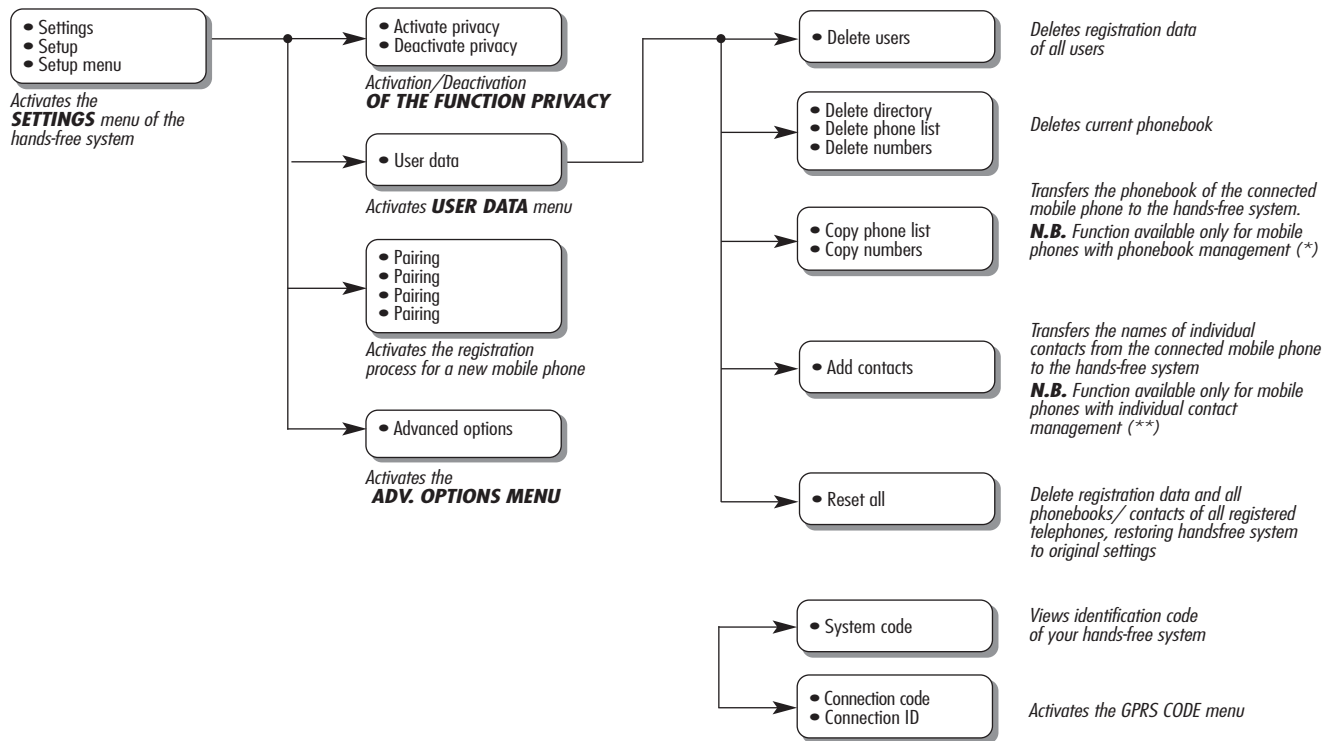 • Settings
• Setup
• Setup menu
Activates the
SETTINGS menu of the
hands-free system
• Activate privacy
• Deactivate privacy
Activation/Deactivation
OF THE FUNCTION PRIVACY
• User data
Activates USER DATA menu
• Pairing
• Pairing
• Pairing
• Pairing
Activates the registration
process for a new mobile phone
• Advanced options
Activates the
ADV. OPTIONS MENU
• Delete users
Deletes registration data
of all users
• Delete directory
• Delete phone list
• Delete numbers
Deletes current phonebook
• Copy phone list
• Copy numbers
Transfers the phonebook of the connected
mobile phone to the hands-free system.
N.B. Function available only for mobile
phones with phonebook management (*)
• Add contacts
Transfers the names of individual
contacts from the connected mobile phone
to the hands-free system
N.B. Function available only for mobile
phones with individual contact
management (**)
• Reset all
Delete registration data and all
phonebooks/ contacts of all registered
telephones, restoring handsfree system
to original settings
• System code
Views identification code
of your hands-free system
• Connection code
• Connection ID
Activates the GPRS CODE menu